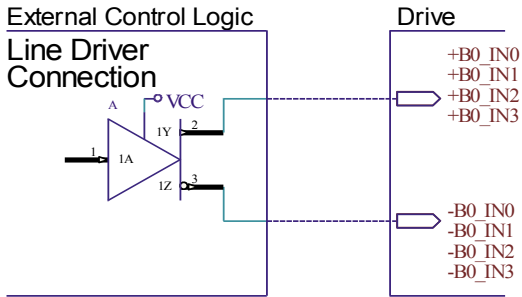 External Control Logic
Drive
Line Driver
Connection
A
VCC
1Y
2
1
1A
1Z
3
+B0_IN0
+B0_IN1
+B0_IN2
+B0_IN3
-B0_IN0
-B0_IN1
-B0_IN2
-B0_IN3